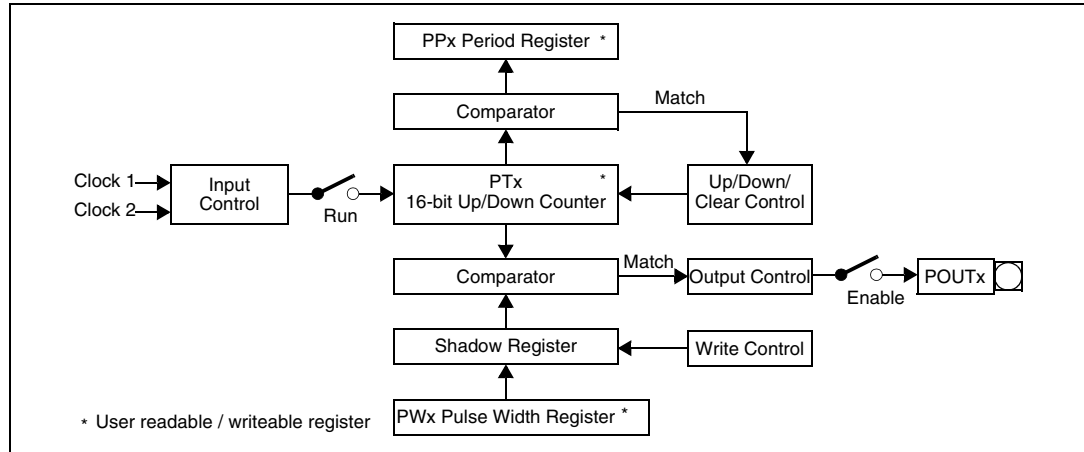 PPx Period Register *
Comparator
Match
Clock 1
Clock 2
Input
Control
Run
PTx *
16-bit Up/Down Counter
Up/Down/
Clear Control
Comparator
Match
Output Control
Enable
POUTx
Shadow Register
Write Control
PWx Pulse Width Register *
* User readable / writeable register